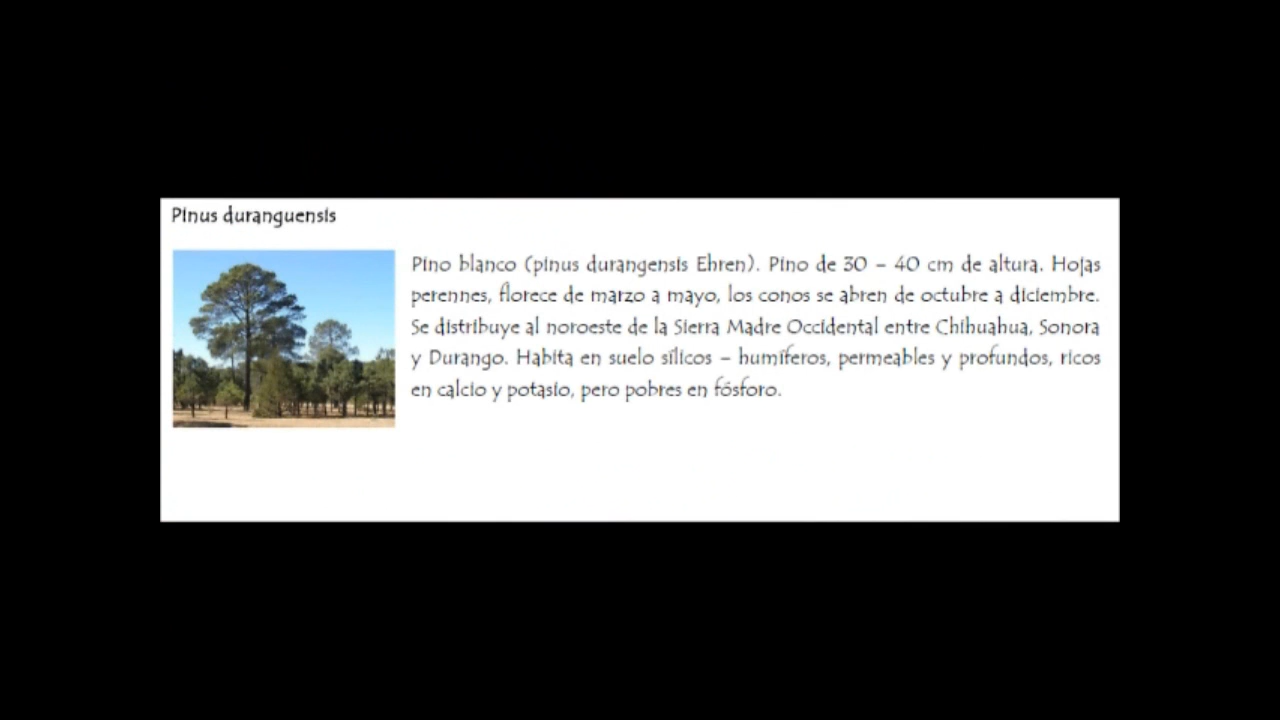 Pinus duranguensis
Pino blanco (pinus durangensis Ehren). Pino de 30 – 40 cm de altura. Hojas
perennes, florece de marzo a mayo, los conos se abren de octubre a diciembre.
Se distribuye al noroeste de la Sierra Madre Occidental entre Chihuahua, Sonora
y Durango. Habita en suelo sílicos – humíferos, permeables y profundos, ricos
en calcio y potasio, pero pobres en fósforo.